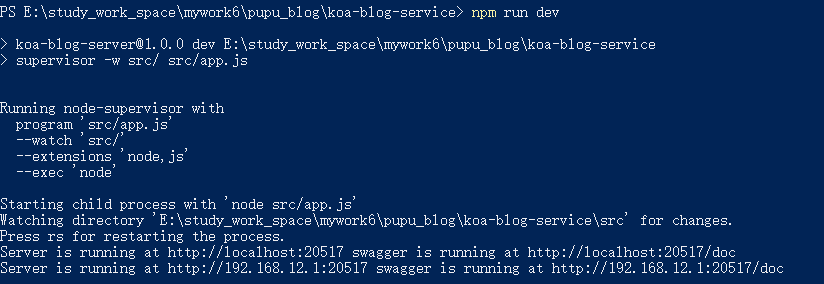 PS E:\study_work_space\mywork6\pupu_blog\koa-blog-service> npm run dev
> koa-blog-server@1.0.0 dev E:\study_work_space\mywork6\pupu_blog\koa-blog-service
> supervisor -w src/ src/app.js
Running node-supervisor with
program 'src/app.js'
--watch 'src/'
--extensions 'node,js'
--exec 'node'
Starting child process with 'node src/app.js'
Watching directory 'E:\study_work_space\mywork6\pupu_blog\koa-blog-service\src' for changes.
Press rs for restarting the process.
Server is running at http://localhost:20517 swagger is running at http://localhost:20517/doc
Server is running at http://192.168.12.1:20517 swagger is running at http://192.168.12.1:20517/doc